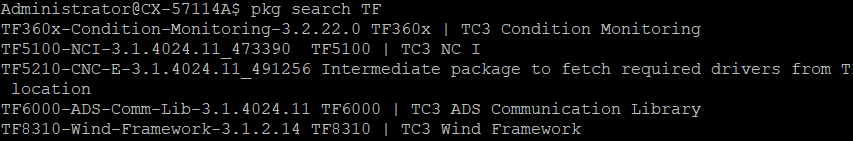 Administrator@CX-57114A$ pkg search TF
TF360x-Condition-Monitoring-3.2.22.0 TF360x | TC3 Condition Monitoring
TF5100-NCI-3.1.4024.11_473390  TF5100 | TC3 NC I
TF5210-CNC-E-3.1.4024.11_491256 Intermediate package to fetch required drivers from T
 location
TF6000-ADS-Comm-Lib-3.1.4024.11 TF6000 | TC3 ADS Communication Library
TF8310-Wind-Framework-3.1.2.14 TF8310 | TC3 Wind Framework